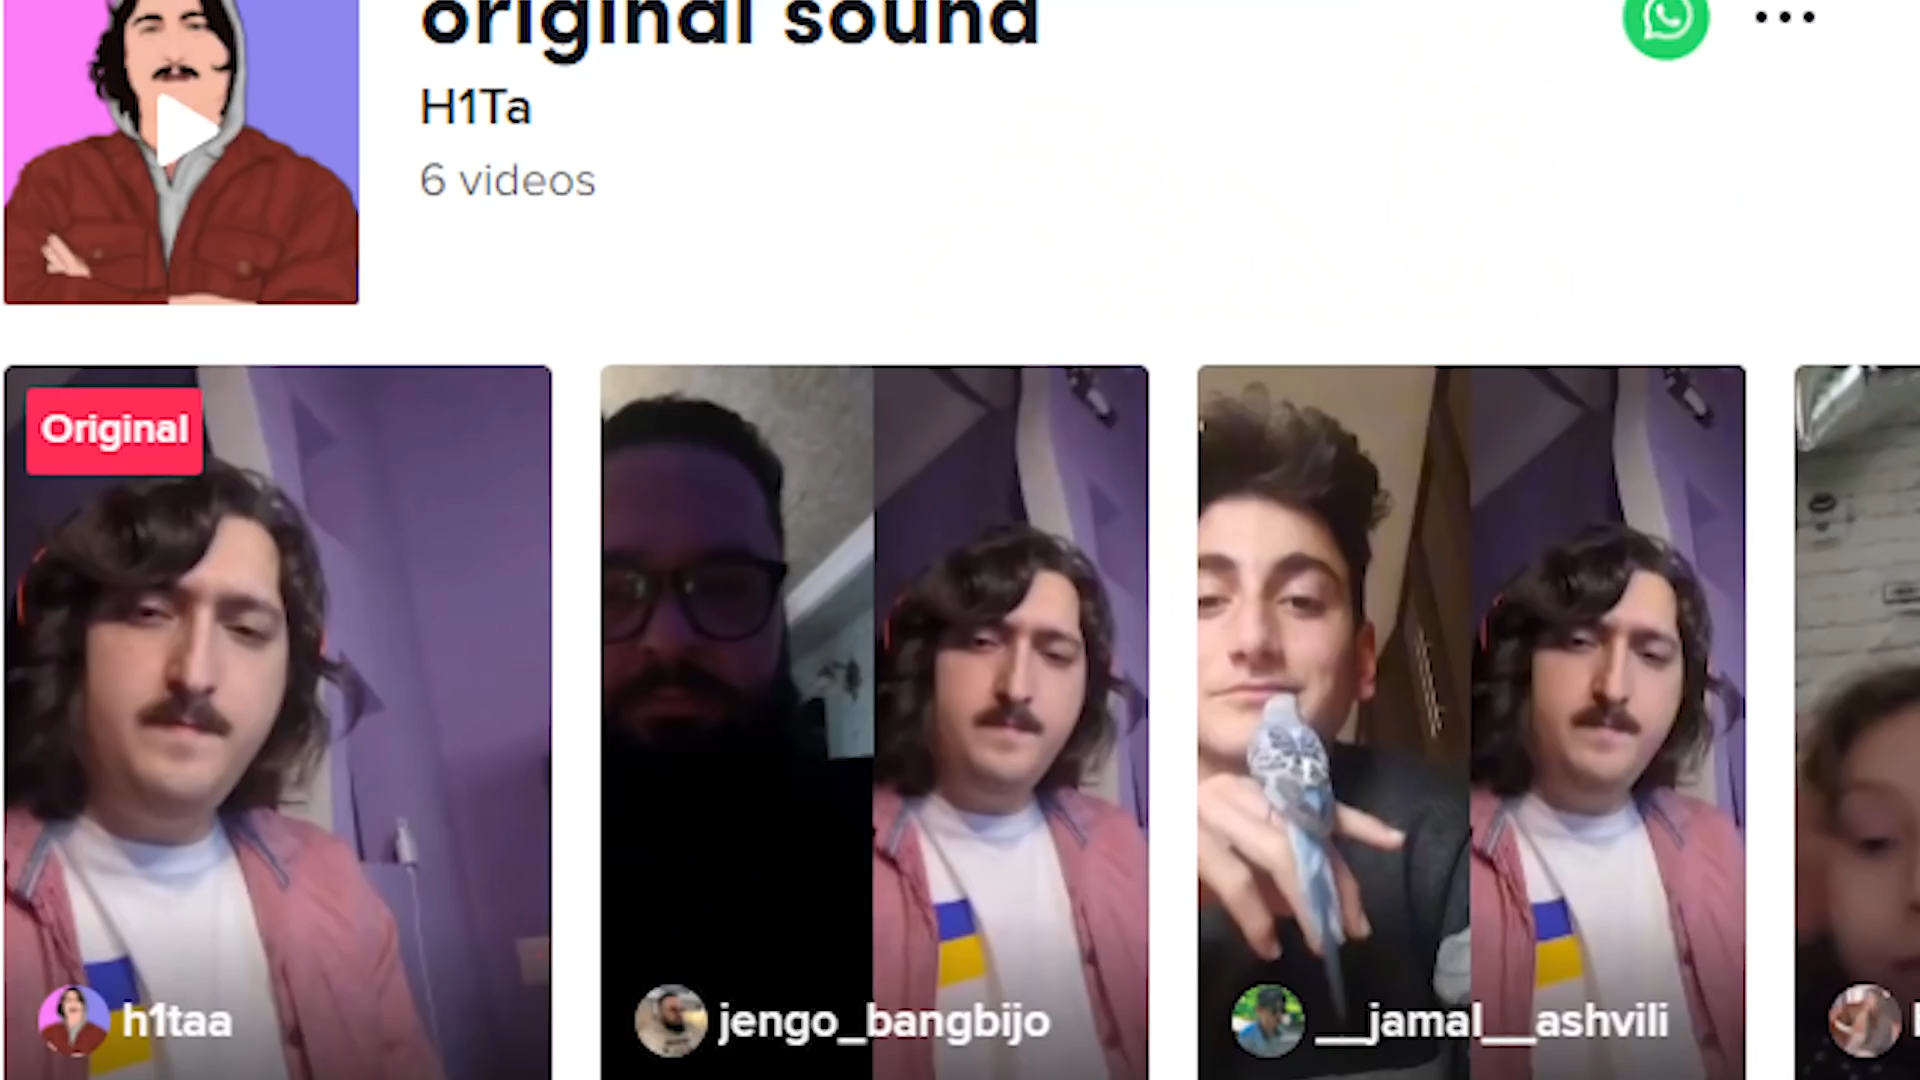 original sound
H1Ta
6 videos
Original
h1taa
jengo_bangbijo
__jamal__ashvili